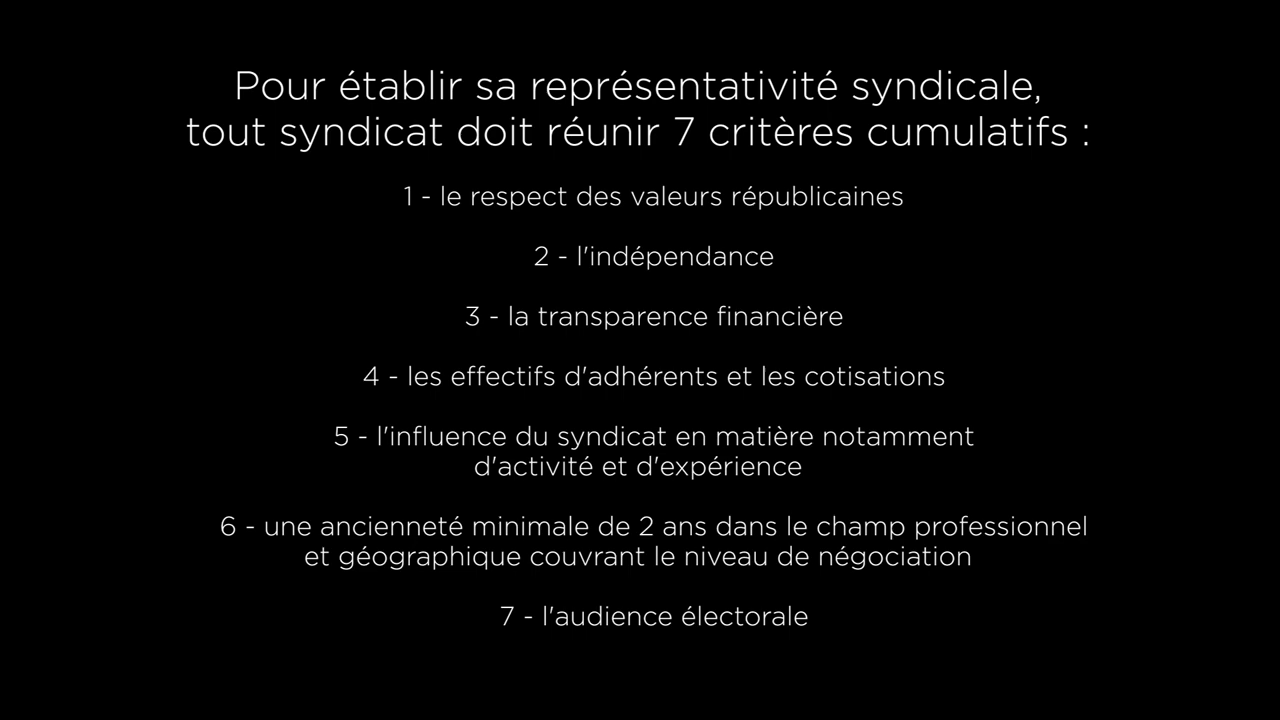 Pour établir sa représentativité syndicale,
tout syndicat doit réunir 7 critères cumulatifs :
1 - le respect des valeurs républicaines
2 - l'indépendance
3 - la transparence financière
4 - les effectifs d'adhérents et les cotisations
5 - l'influence du syndicat en matière notamment
d'activité et d'expérience
6 - une ancienneté minimale de 2 ans dans le champ professionnel
et géographique couvrant le niveau de négociation
7 - l'audience électorale